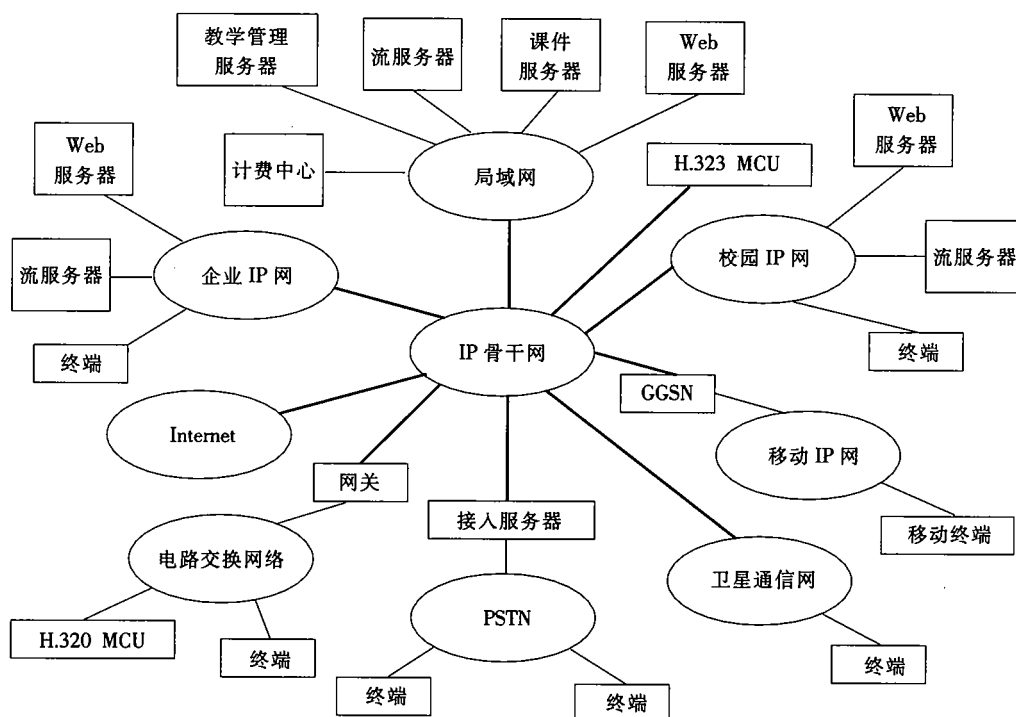 教学管理
服务器
流服务器
课件
服务器
Web
服务器
Web
服务器
计费中心
局域网
H.323 MCU
Web
服务器
流服务器
企业 IP 网
校园 IP 网
流服务器
终端
IP 骨干网
终端
GGSN
Internet
移动 IP 网
网关
接入服务器
移动终端
电路交换网络
卫星通信网
H.320 MCU
终端
PSTN
终端
终端
终端